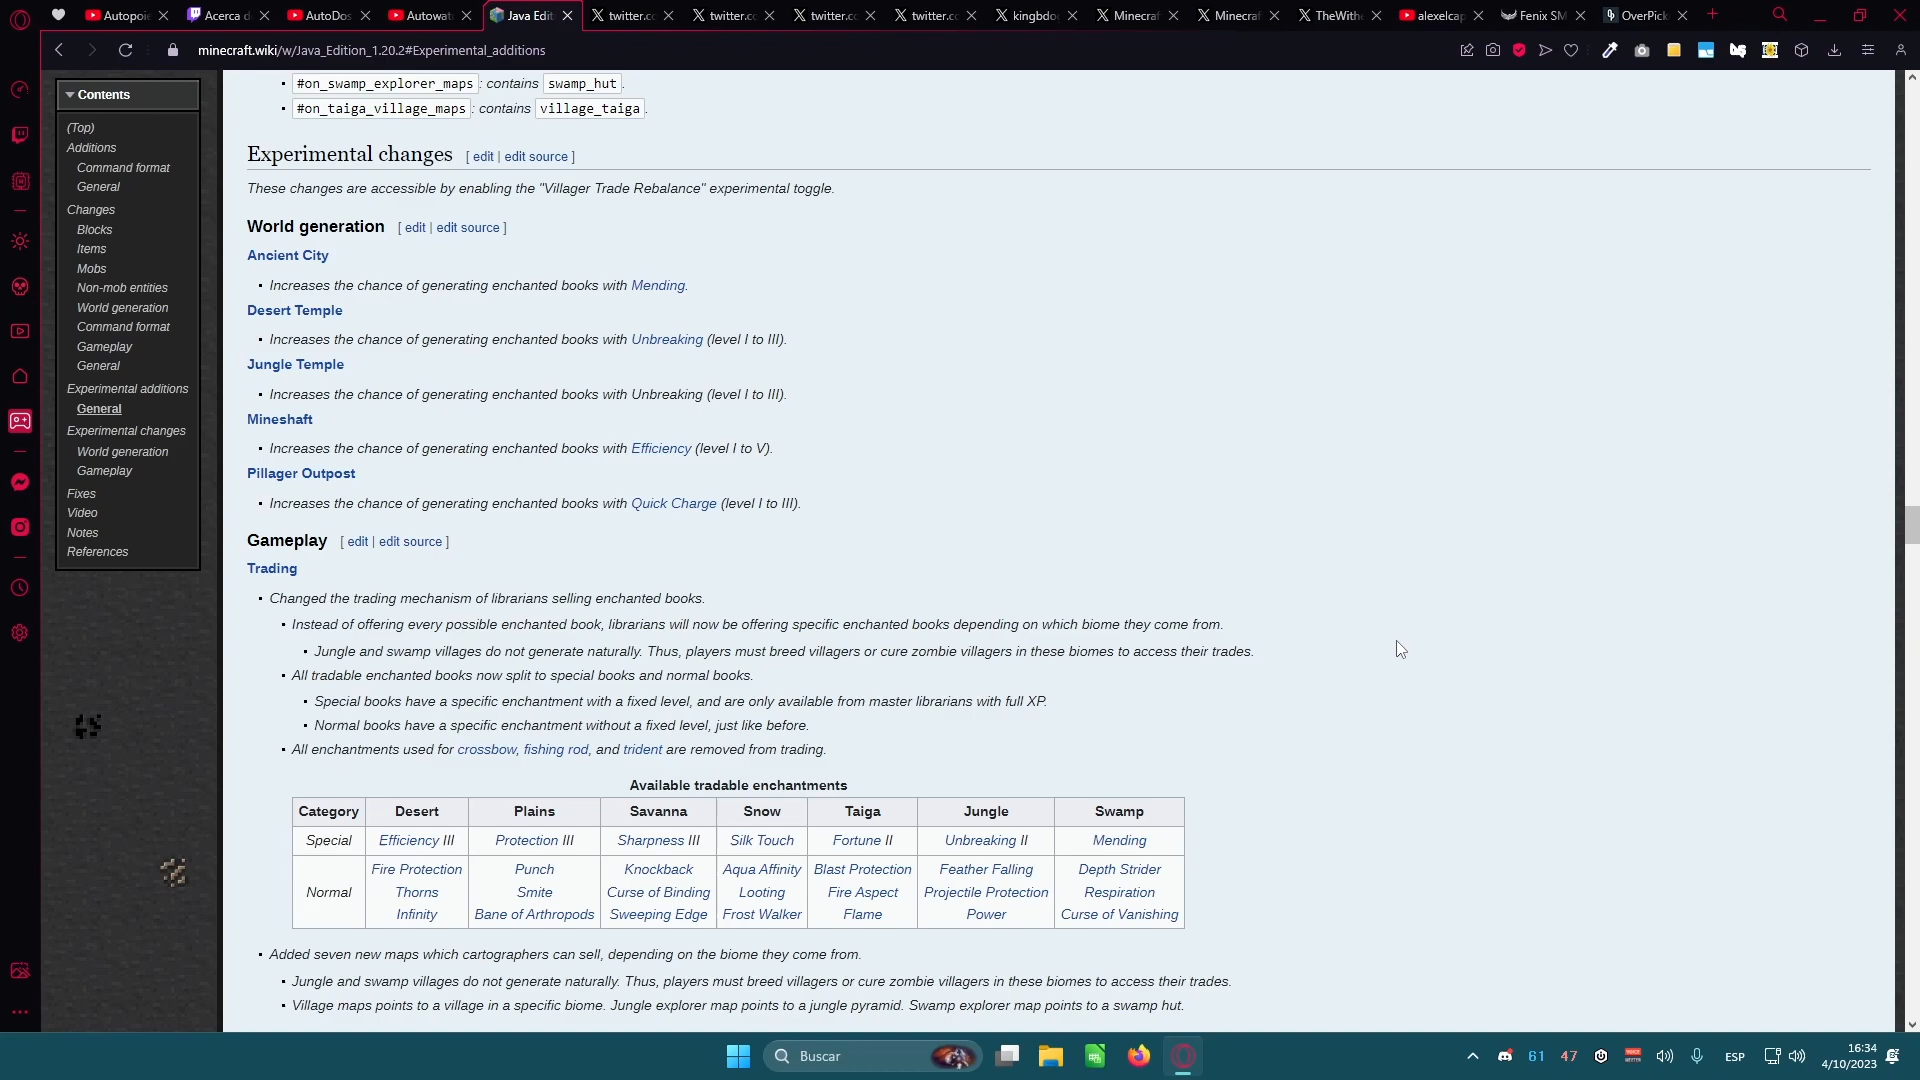 Autopoie
Acerca d
AutoDos
Autowat
Java Edit
twitter.co
twitter.co
twitter.co
twitter.co
kingbdo
Minecraf
Minecraf
TheWith
alexelcap
Fenix SM
OverPick
minecraft.wiki/w/Java_Edition_1.20.2#Experimental_additions
Contents
(Top)
Additions
Command format
General
Changes
Blocks
Items
Mobs
Non-mob entities
World generation
Command format
Gameplay
General
Experimental additions
General
Experimental changes
World generation
Gameplay
Fixes
Video
Notes
References
#on_swamp_explorer_maps: contains swamp_hut.
#on_taiga_village_maps: contains village_taiga.
Experimental changes [ edit | edit source ]
These changes are accessible by enabling the "Villager Trade Rebalance" experimental toggle.
World generation [ edit | edit source ]
Ancient City
Increases the chance of generating enchanted books with Mending.
Desert Temple
Increases the chance of generating enchanted books with Unbreaking (level I to III).
Jungle Temple
Increases the chance of generating enchanted books with Unbreaking (level I to III).
Mineshaft
Increases the chance of generating enchanted books with Efficiency (level I to V).
Pillager Outpost
Increases the chance of generating enchanted books with Quick Charge (level I to III).
Gameplay [ edit | edit source ]
Trading
Changed the trading mechanism of librarians selling enchanted books.
Instead of offering every possible enchanted book, librarians will now be offering specific enchanted books depending on which biome they come from.
Jungle and swamp villages do not generate naturally. Thus, players must breed villagers or cure zombie villagers in these biomes to access their trades.
All tradable enchanted books now split to special books and normal books.
Special books have a specific enchantment with a fixed level, and are only available from master librarians with full XP.
Normal books have a specific enchantment without a fixed level, just like before.
All enchantments used for crossbow, fishing rod, and trident are removed from trading.
Available tradable enchantments
Category Desert Plains Savanna Snow Taiga Jungle Swamp
Special Efficiency III Protection III Sharpness III Silk Touch Fortune II Unbreaking II Mending
Fire Protection Punch Knockback Aqua Affinity Blast Protection Feather Falling Depth Strider
Normal Thorns Smite Curse of Binding Looting Fire Aspect Projectile Protection Respiration
Infinity Bane of Arthropods Sweeping Edge Frost Walker Flame Power Curse of Vanishing
Added seven new maps which cartographers can sell, depending on the biome they come from.
Jungle and swamp villages do not generate naturally. Thus, players must breed villagers or cure zombie villagers in these biomes to access their trades.
Village maps points to a village in a specific biome. Jungle explorer map points to a jungle pyramid. Swamp explorer map points to a swamp hut.
Buscar
61
47
ESP
16:34
4/10/2023